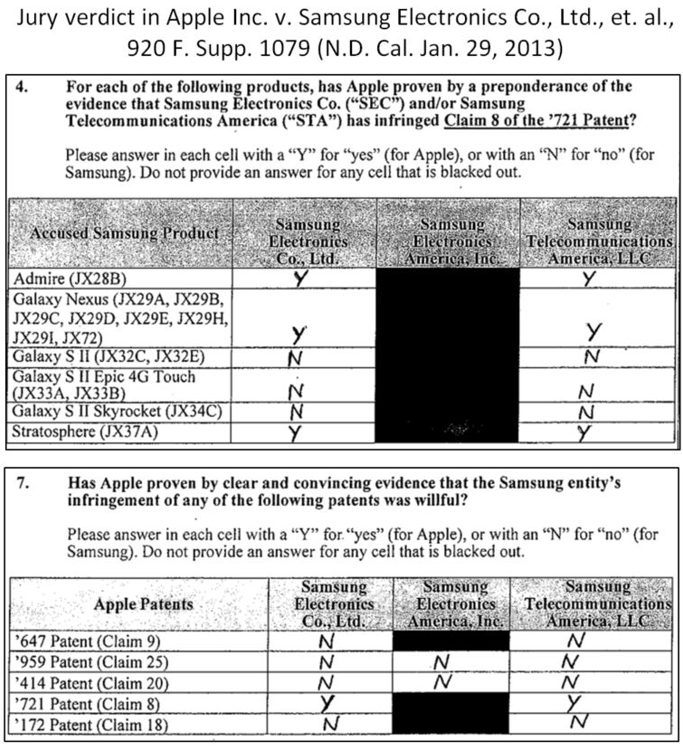 Jury verdict in Apple Inc. v. Samsung Electronics Co., Ltd., et. al.,
920 F. Supp. 1079 (N.D. Cal. Jan. 29, 2013)
4. For each of the following products, has Apple proven by a preponderance of the
evidence that Samsung Electronics Co. (“SEC”) and/or Samsung
Telecommunications America (“STA”) has infringed Claim 8 of the ’721 Patent?
Please answer in each cell with a “Y” for “yes” (for Apple), or with an “N” for “no” (for
Samsung). Do not provide an answer for any cell that is blacked out.
Accused Samsung Product Samsung Electronics Co., Ltd. Samsung Electronics America, Inc. Samsung Telecommunications America, LLC
Admire (JX28B) Y Y
Galaxy Nexus (JX29A, JX29B,
JX29C, JX29D, JX29E, JX29H,
JX29I, JX72) Y Y
Galaxy S II (JX32C, JX32E) N N
Galaxy S II Epic 4G Touch
(JX33A, JX33B) N N
Galaxy S II Skyrocket (JX34C) N N
Stratosphere (JX37A) Y Y
7. Has Apple proven by clear and convincing evidence that the Samsung entity’s
infringement of any of the following patents was willful?
Please answer in each cell with a “Y” for “yes” (for Apple), or with an “N” for “no” (for
Samsung). Do not provide an answer for any cell that is blacked out.
Apple Patents Samsung Electronics Co., Ltd. Samsung Electronics America, Inc. Samsung Telecommunications America, LLC
’647 Patent (Claim 9) N N
’959 Patent (Claim 25) N N N
’414 Patent (Claim 20) N N N
’721 Patent (Claim 8) Y Y
’172 Patent (Claim 18) N N